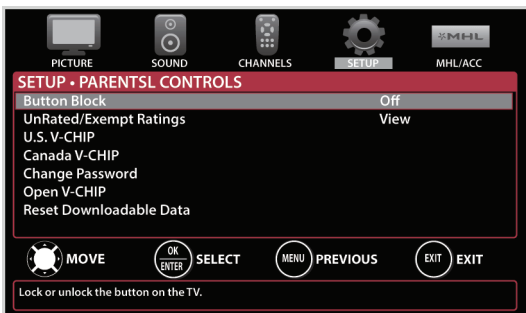 MHL
PICTURE SOUND CHANNELS SETUP MHL/ACC
SETUP • PARENTSL CONTROLS
Button Block Off
UnRated/Exempt Ratings View
U.S. V-CHIP
Canada V-CHIP
Change Password
Open V-CHIP
Reset Downloadable Data
MOVE OK ENTER SELECT MENU PREVIOUS EXIT EXIT
Lock or unlock the button on the TV.